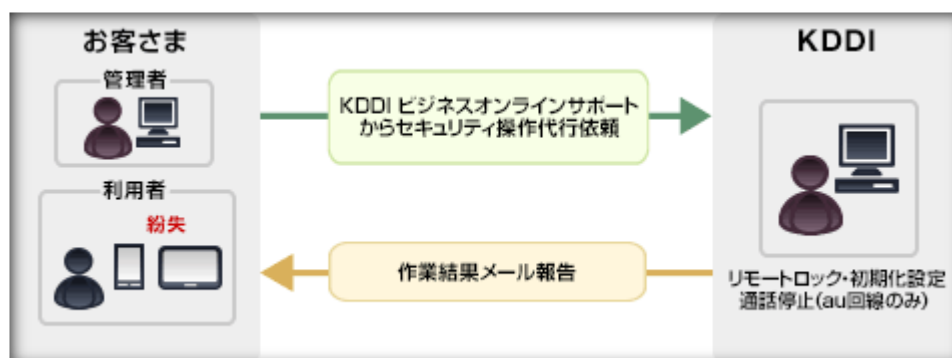 お客さま
管理者
利用者
紛失
KDDI ビジネスオンラインサポート
からセキュリティ操作代行依頼
作業結果メール報告
KDDI
リモートロック・初期化設定
通話停止(au回線のみ)